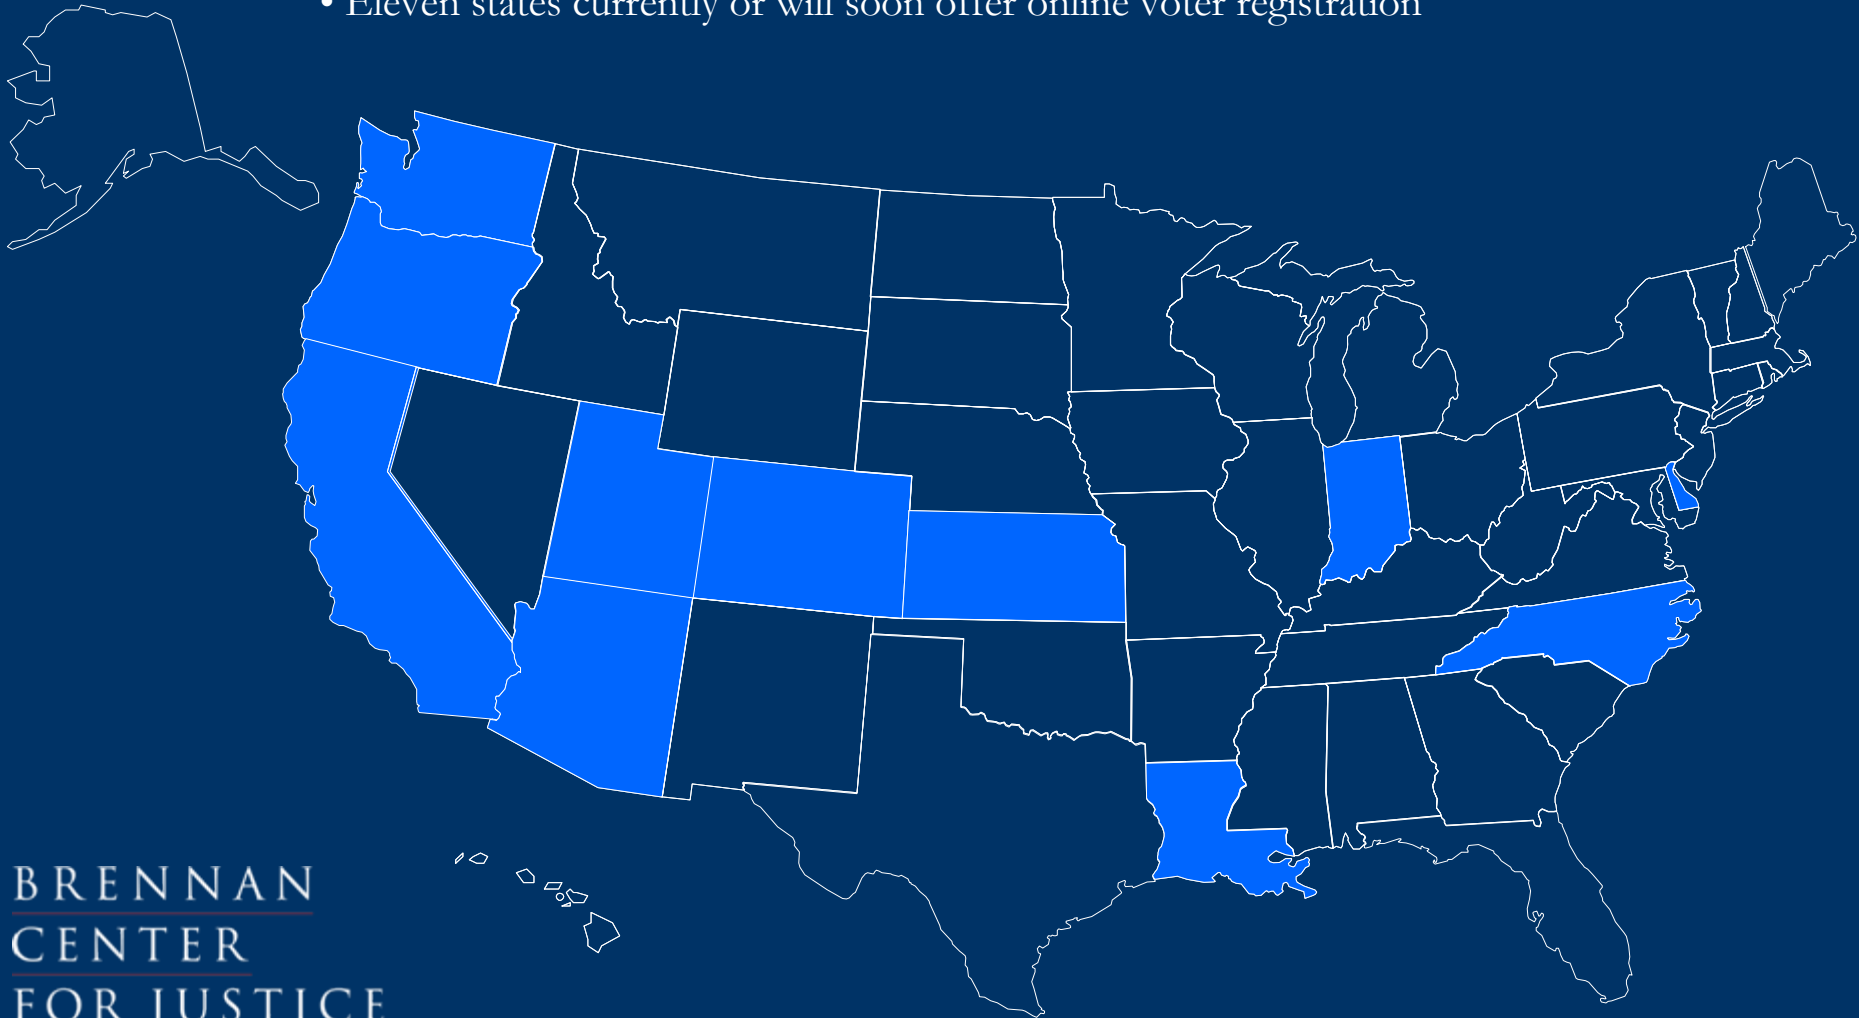 • Eleven states currently or will soon offer online voter registration
BRENNAN
CENTER
FOR JUSTICE